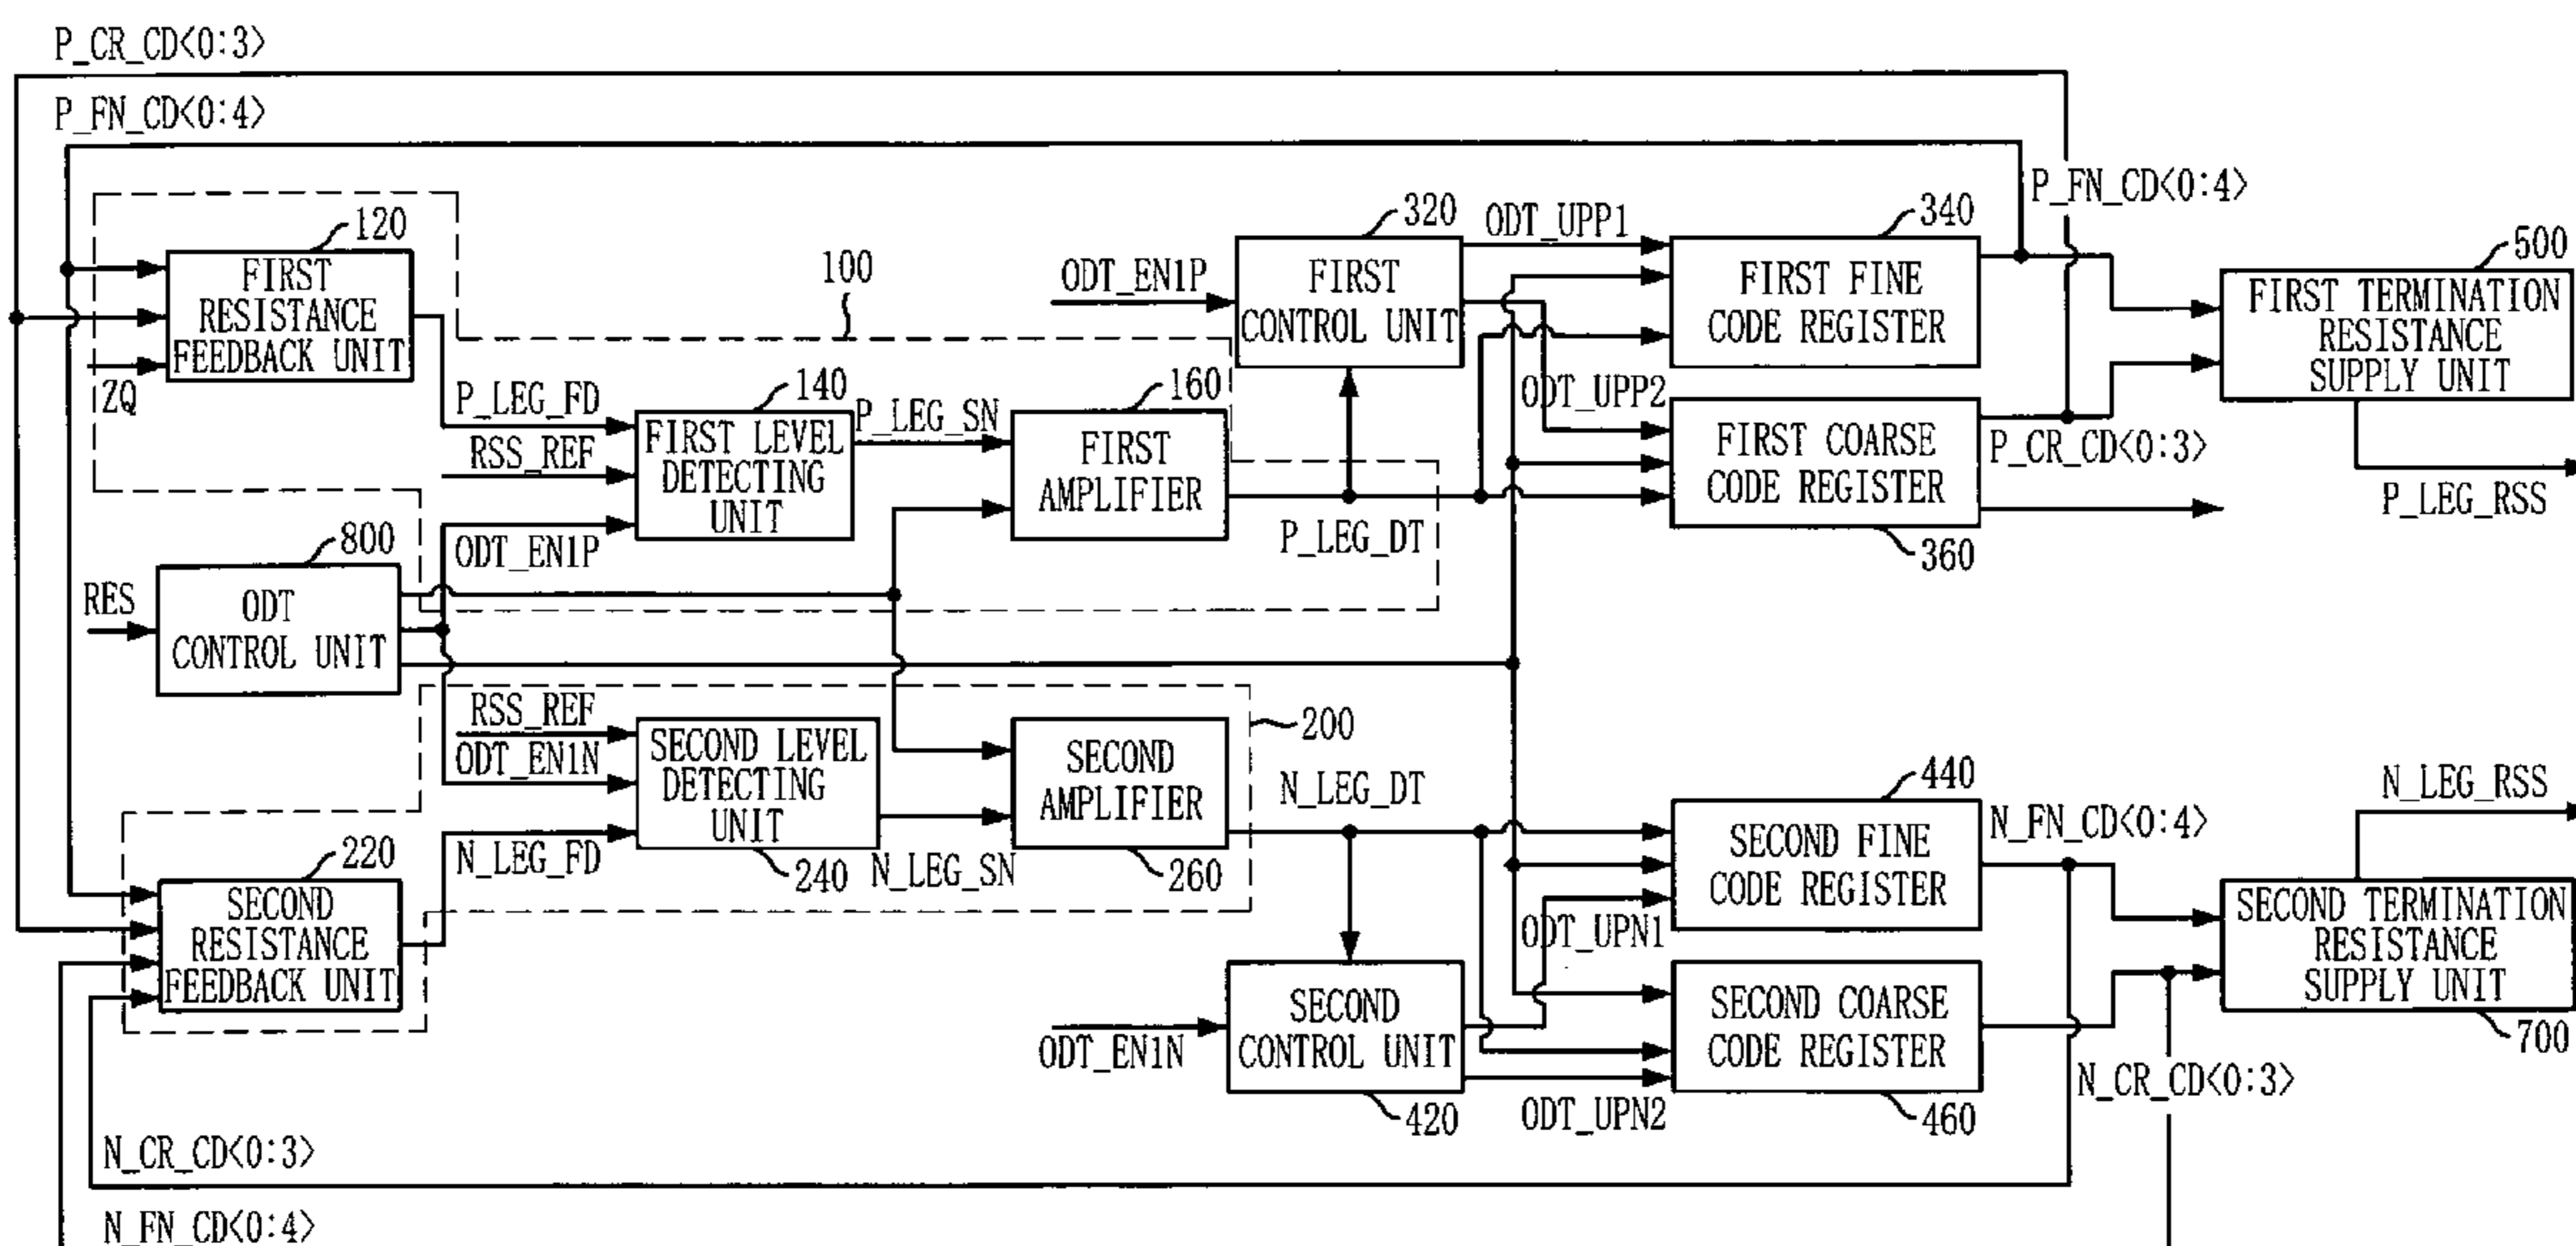 P_CR_CD<0:3>
P_FN_CD<0:4>
P_FN_CD<0:4>
120
FIRST
RESISTANCE
FEEDBACK UNIT
ZQ
100
320
FIRST
CONTROL UNIT
ODT_EN1P
ODT_UPP1
340
FIRST FINE
CODE REGISTER
500
FIRST TERMINATION
RESISTANCE
SUPPLY UNIT
P_LEG_FD
RSS_REF
ODT_EN1P
140
FIRST LEVEL
DETECTING
UNIT
P_LEG_SN
160
FIRST
AMPLIFIER
P_LEG_DT
ODT_UPP2
FIRST COARSE
CODE REGISTER
360
P_CR_CD<0:3>
P_LEG_RSS
800
RES
ODT
CONTROL UNIT
RSS_REF
ODT_EN1N
N_LEG_FD
SECOND LEVEL
DETECTING
UNIT
240
N_LEG_SN
SECOND
AMPLIFIER
260
200
N_LEG_DT
440
SECOND FINE
CODE REGISTER
N_FN_CD<0:4>
N_LEG_RSS
220
SECOND
RESISTANCE
FEEDBACK UNIT
ODT_UPN1
SECOND TERMINATION
RESISTANCE
SUPPLY UNIT
700
ODT_EN1N
SECOND
CONTROL UNIT
420
ODT_UPN2
SECOND COARSE
CODE REGISTER
460
N_CR_CD<0:3>
N_CR_CD<0:3>
N_FN_CD<0:4>